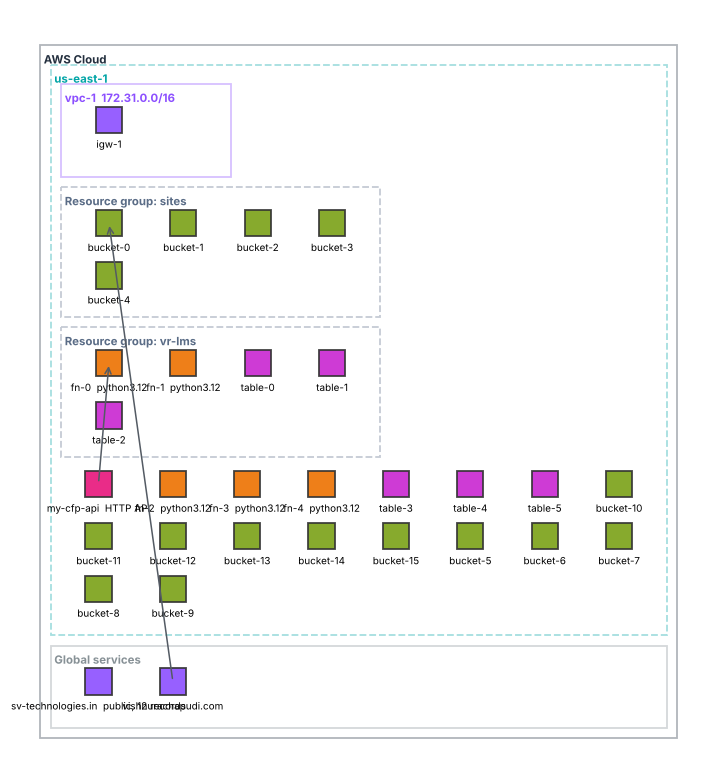 AWS Cloud
us-east-1
vpc-1 172.31.0.0/16
igw-1
Resource group: sites
bucket-0 bucket-1 bucket-2 bucket-3
bucket-4
Resource group: vr-lms
fn-0 python3.12 fn-1 python3.12 table-0 table-1
table-2
my-cfp-api HTTP API fn-2 python3.12 fn-3 python3.12 fn-4 python3.12 table-3 table-4 table-5 bucket-10
bucket-11 bucket-12 bucket-13 bucket-14 bucket-15 bucket-5 bucket-6 bucket-7
bucket-8 bucket-9
Global services
sv-technologies.in public, 12 records